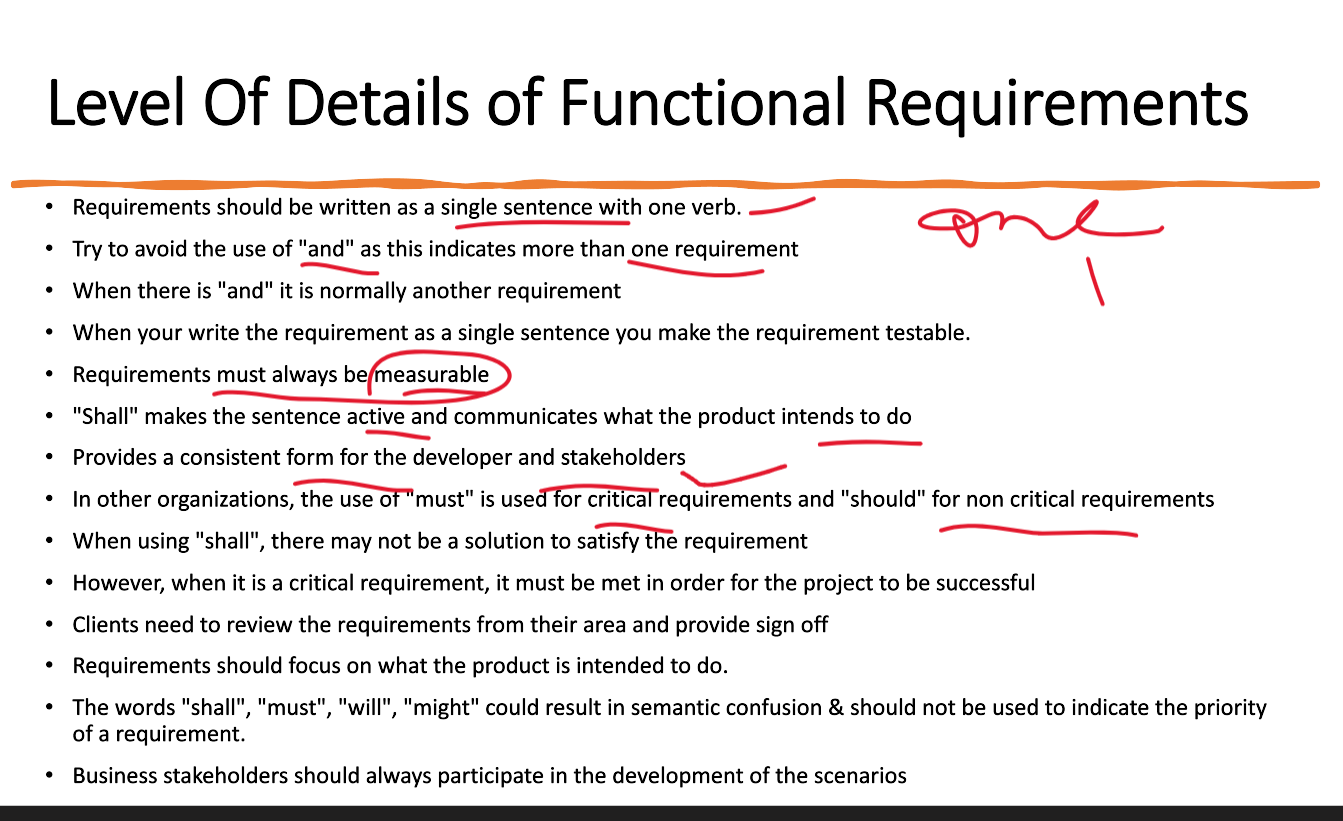 Level Of Details of Functional Requirements
• Requirements should be written as a single sentence with one verb.
one
• Try to avoid the use of "and" as this indicates more than one requirement
• When there is "and" it is normally another requirement
• When your write the requirement as a single sentence you make the requirement testable.
• Requirements must always be measurable
• "Shall" makes the sentence active and communicates what the product intends to do
• Provides a consistent form for the developer and stakeholders
• In other organizations, the use of "must" is used for critical requirements and "should" for non critical requirements
• When using "shall", there may not be a solution to satisfy the requirement
• However, when it is a critical requirement, it must be met in order for the project to be successful
• Clients need to review the requirements from their area and provide sign off
• Requirements should focus on what the product is intended to do.
• The words "shall", "must", "will", "might" could result in semantic confusion & should not be used to indicate the priority
of a requirement.
• Business stakeholders should always participate in the development of the scenarios